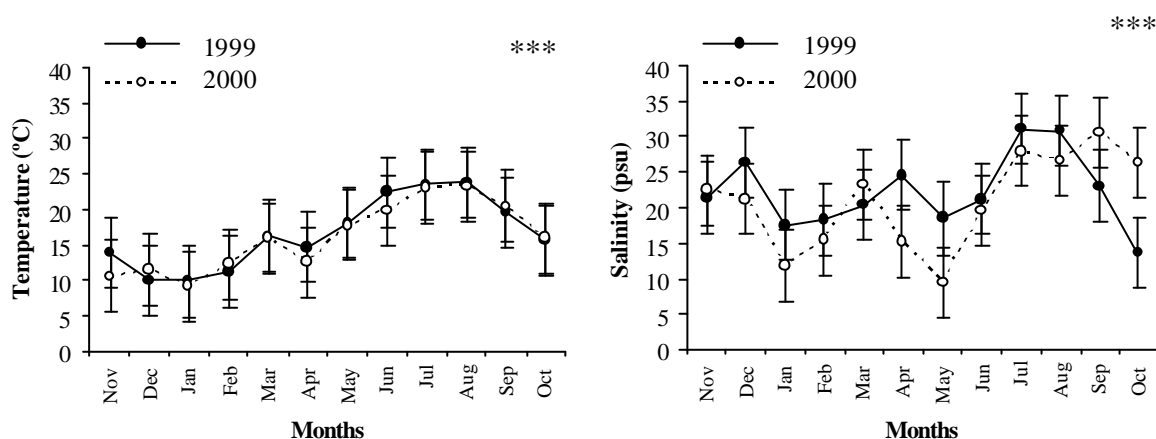 1999
2000
***
Temperature (ºC)
40
35
30
25
20
15
10
5
0
Nov
Dec
Jan
Feb
Mar
Apr
May
Jun
Jul
Aug
Sep
Oct
Months
1999
2000
***
Salinity (psu)
40
35
30
25
20
15
10
5
0
Nov
Dec
Jan
Feb
Mar
Apr
May
Jun
Jul
Aug
Sep
Oct
Months